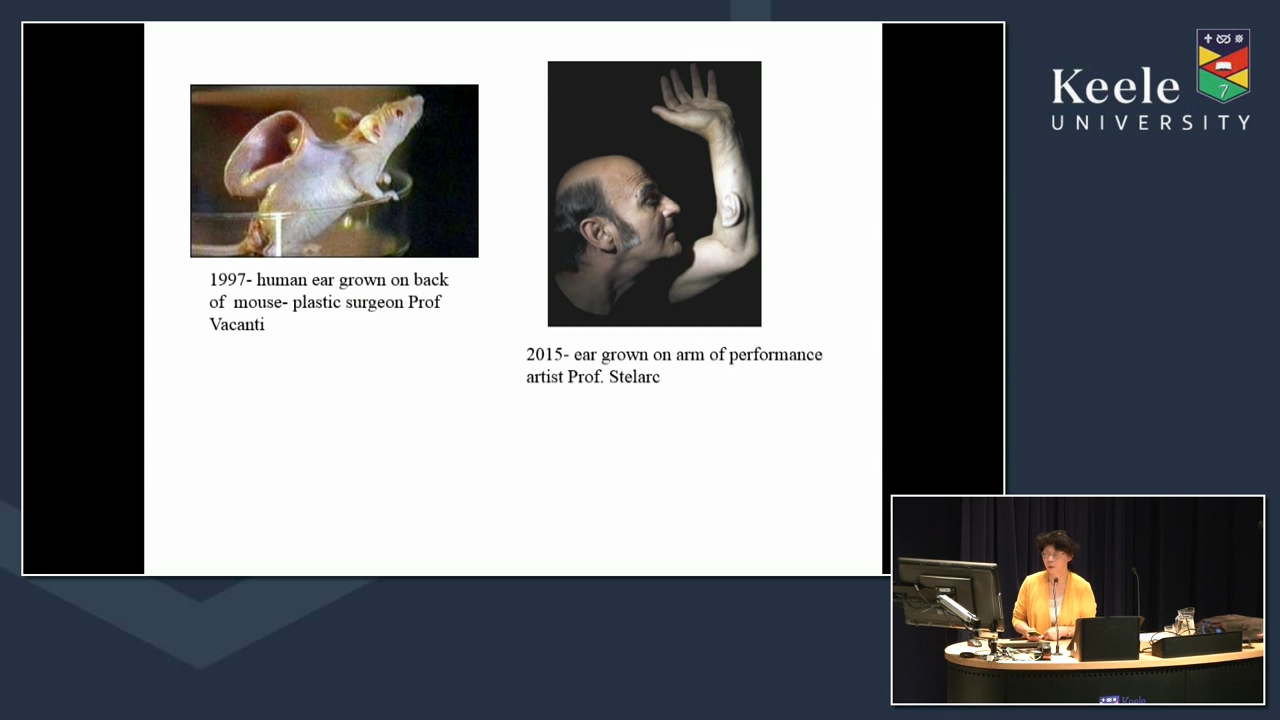 1997- human ear grown on back
of mouse- plastic surgeon Prof
Vacanti
2015- ear grown on arm of performance
artist Prof. Stelarc
Keele
UNIVERSITY
Keele